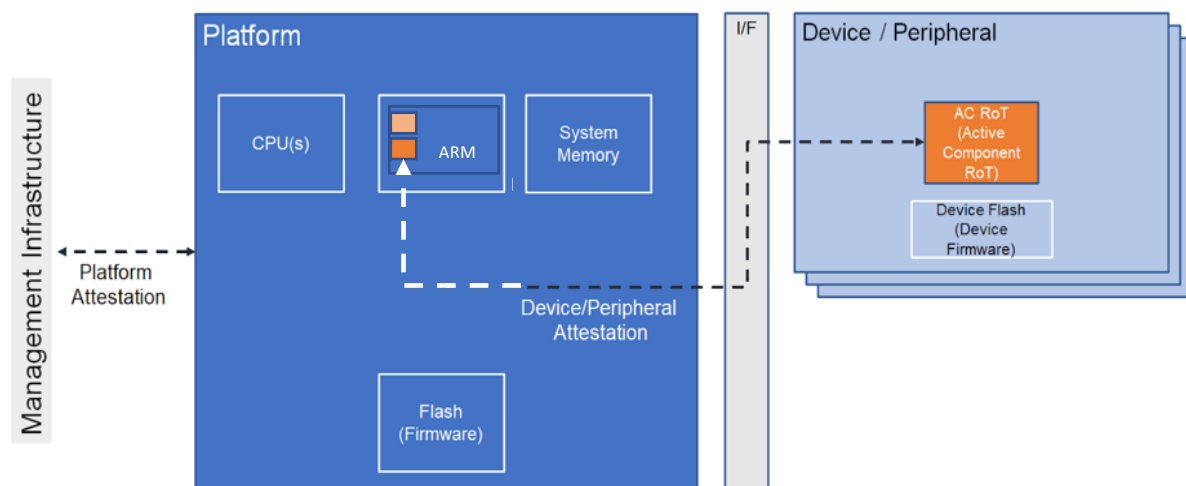 Management Infrastructure
Platform
Attestation
Platform
CPU(s)
ARM
System
Memory
Device/Peripheral
Attestation
Flash
(Firmware)
I/F
Device / Peripheral
AC RoT
(Active
Component
RoT)
Device Flash
(Device
Firmware)